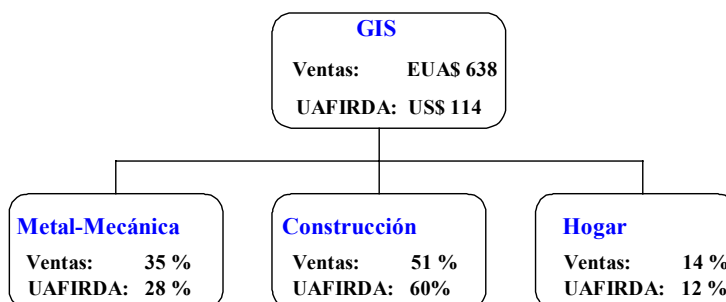 GIS
Ventas: EUA$ 638
UAFIRDA: US$ 114
Metal-Mecánica
Ventas: 35 %
UAFIRDA: 28 %
Construcción
Ventas: 51 %
UAFIRDA: 60%
Hogar
Ventas: 14 %
UAFIRDA: 12 %